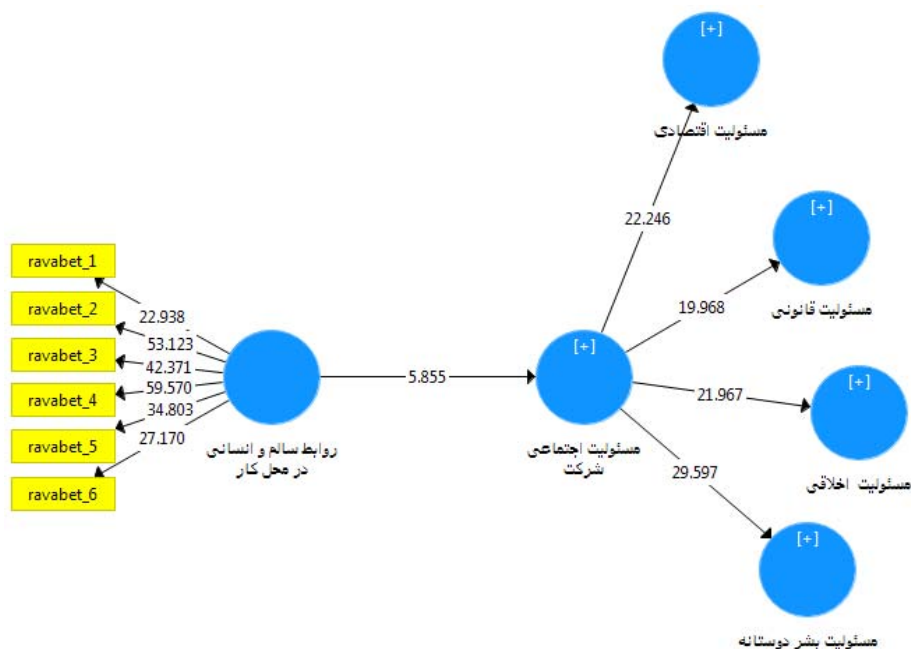 [+]
مسئولیت اقتصادی
22.246
[+]
مسئولیت قانونی
19.968
ravabet_1
ravabet_2
ravabet_3
ravabet_4
ravabet_5
ravabet_6
22.938
53.123
42.371
59.570
34.803
27.170
روابط سالم و انسانی
در محل کار
5.855
[+]
مسئولیت اجتماعی
شرکت
21.967
[+]
مسئولیت اخلاقی
29.597
[+]
مسئولیت بشر دوستانه